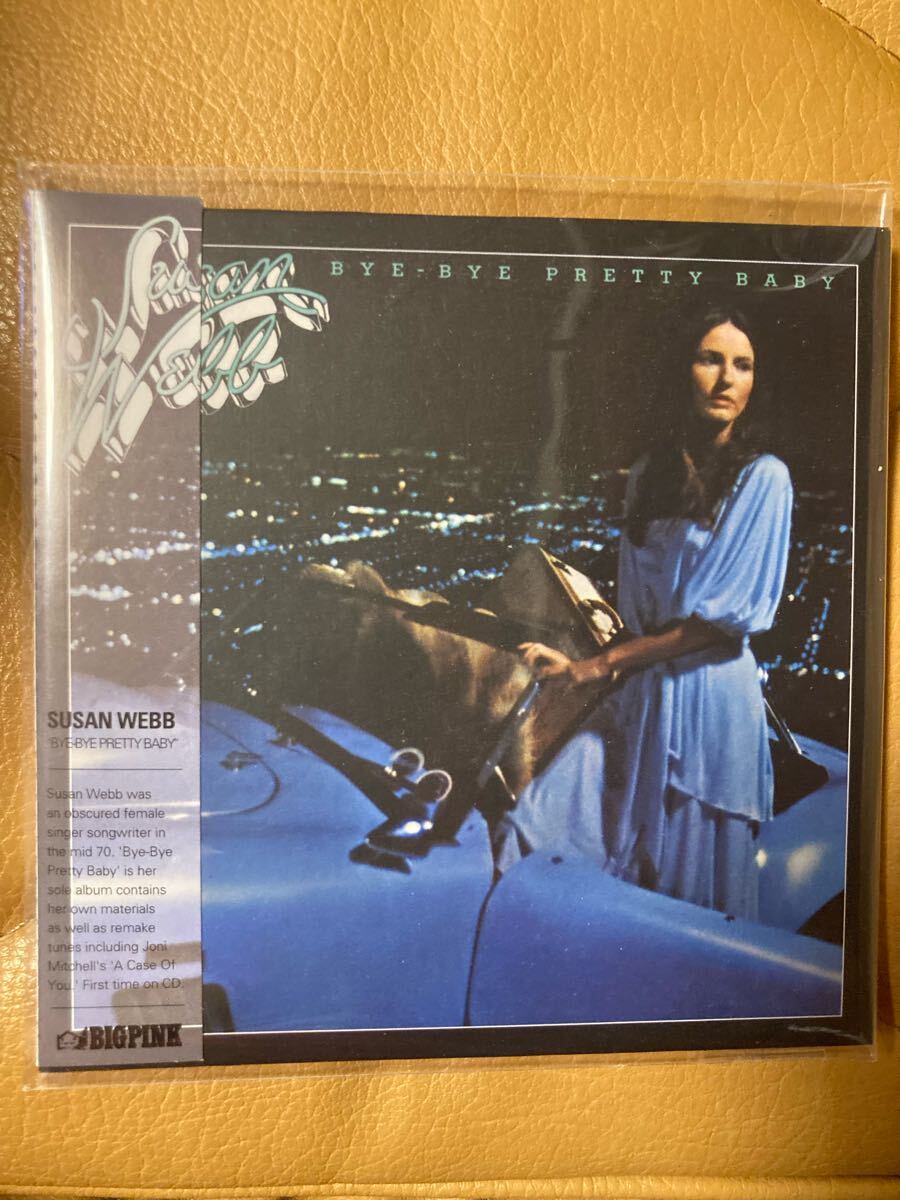 Susan
Webb
BYE-BYE PRETTY BABY
SUSAN WEBB
"BYE-BYE PRETTY BABY"
Susan Webb was
an obscured female
singer songwriter in
the mid 70. 'Bye-Bye
Pretty Baby' is her
sole album contains
her own materials
as well as remake
tunes including Joni
Mitchell's 'A Case Of
You.' First time on CD.
BIGPINK